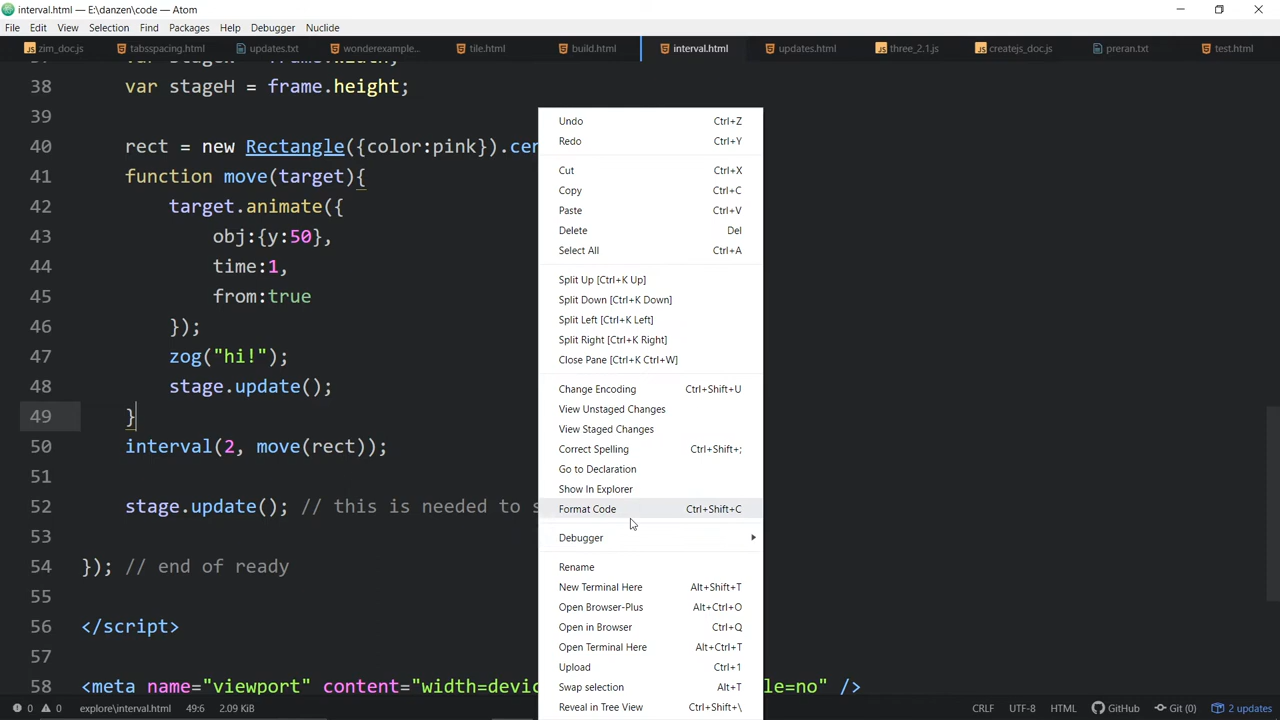 interval.html — E:\danzen\code — Atom
File Edit View Selection Find Packages Help Debugger Nuclide
zim_doc.js tabsspacing.html updates.txt wonderexample... tile.html build.html interval.html updates.html three_2.1.js createjs_doc.js preran.txt test.html
38 var stageH = frame.height;
39
40 rect = new Rectangle({color:pink}).cen
41 function move(target){
42 target.animate({
43 obj:{y:50},
44 time:1,
45 from:true
46 });
47 zog("hi!");
48 stage.update();
49 }
50 interval(2, move(rect));
51
52 stage.update(); // this is needed to s
53
54 }); // end of ready
55
56 </script>
57
58 <meta name="viewport" content="width=devic le=no" />
Undo Ctrl+Z
Redo Ctrl+Y
Cut Ctrl+X
Copy Ctrl+C
Paste Ctrl+V
Delete Del
Select All Ctrl+A
Split Up [Ctrl+K Up]
Split Down [Ctrl+K Down]
Split Left [Ctrl+K Left]
Split Right [Ctrl+K Right]
Close Pane [Ctrl+K Ctrl+W]
Change Encoding Ctrl+Shift+U
View Unstaged Changes
View Staged Changes
Correct Spelling Ctrl+Shift+;
Go to Declaration
Show In Explorer
Format Code Ctrl+Shift+C
Debugger
Rename
New Terminal Here Alt+Shift+T
Open Browser-Plus Alt+Ctrl+O
Open in Browser Ctrl+Q
Open Terminal Here Alt+Ctrl+T
Upload Ctrl+1
Swap selection Alt+T
Reveal in Tree View Ctrl+Shift+\
0 0 explore\interval.html 49:6 2.09 KiB CRLF UTF-8 HTML GitHub Git (0) 2 updates